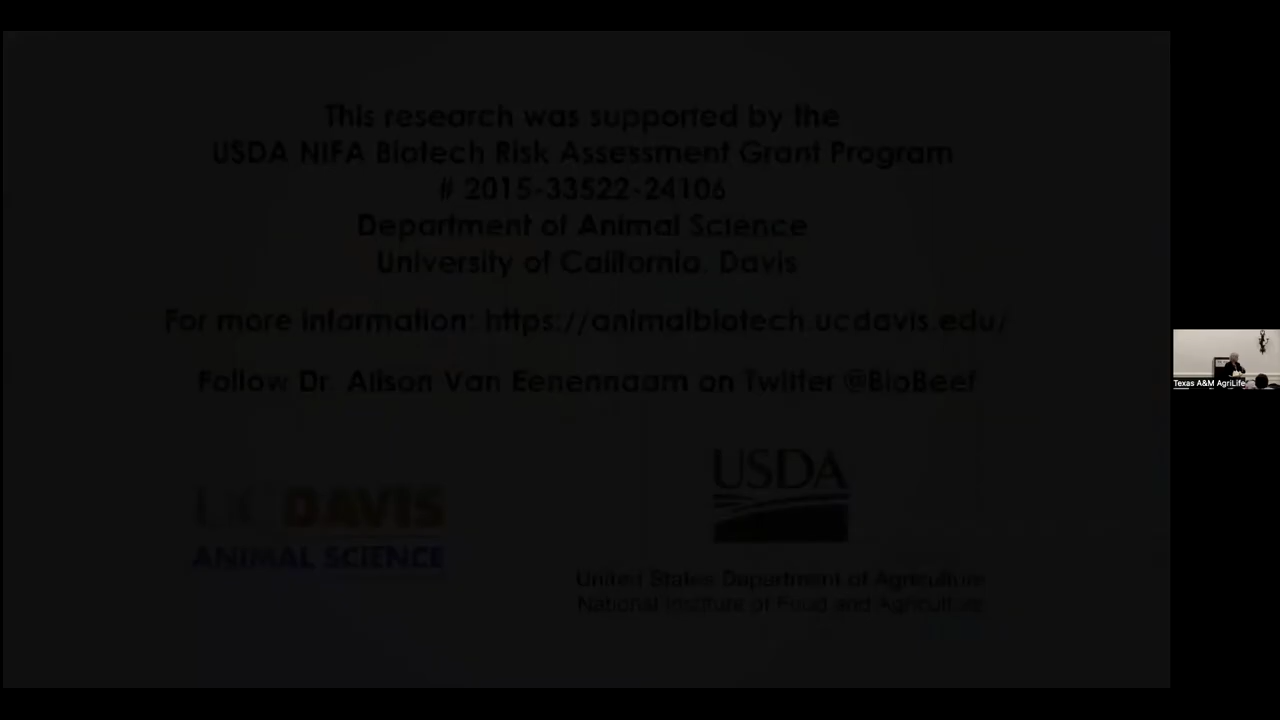 This research was supported by the
USDA NIFA Biotech Risk Assessment Grant Program
# 2015-33522-24106
Department of Animal Science
University of California, Davis
For more information: https://animalbiotech.ucdavis.edu/
Follow Dr. Alison Van Eenennaam on Twitter @BioBeef
UC DAVIS
ANIMAL SCIENCE
USDA
United States Department of Agriculture
National Institute of Food and Agriculture
Texas A&M AgriLife